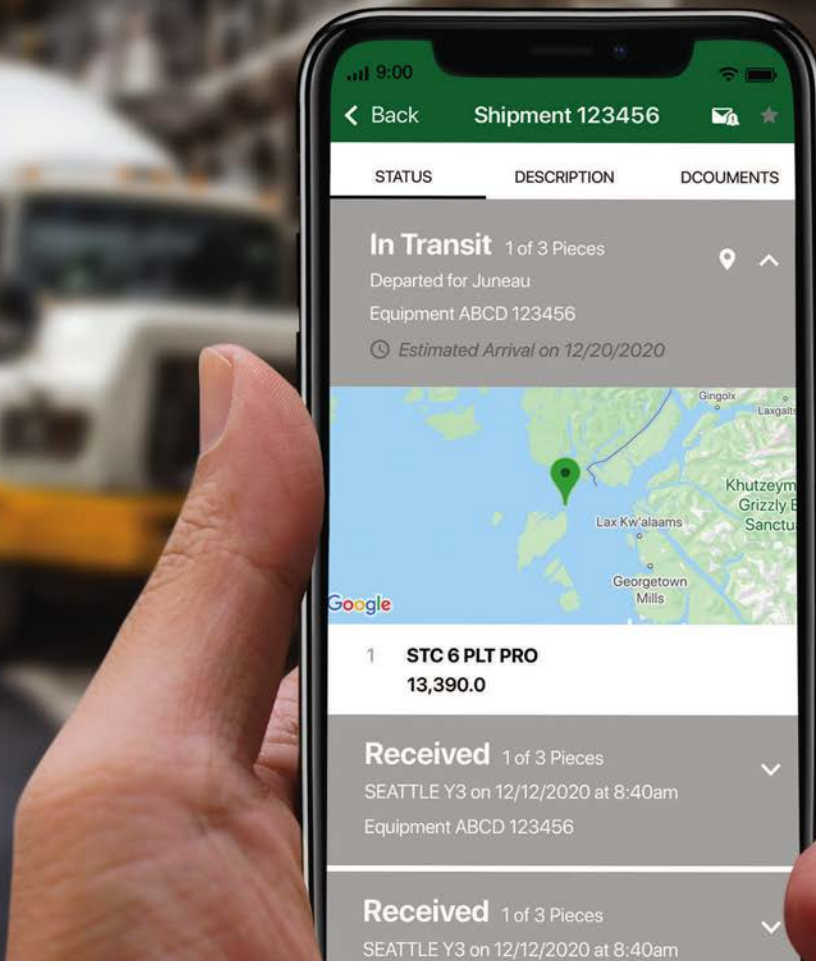 9:00
Back Shipment 123456
STATUS DESCRIPTION DCOUMENTS
In Transit 1 of 3 Pieces
Departed for Juneau
Equipment ABCD 123456
Estimated Arrival on 12/20/2020
Gingolx
Laxgalts
Khutzeym
Grizzly B
Sanctu
Lax Kw'alaams
Georgetown
Mills
Google
1 STC 6 PLT PRO
13,390.0
Received 1 of 3 Pieces
SEATTLE Y3 on 12/12/2020 at 8:40am
Equipment ABCD 123456
Received 1 of 3 Pieces
SEATTLE Y3 on 12/12/2020 at 8:40am